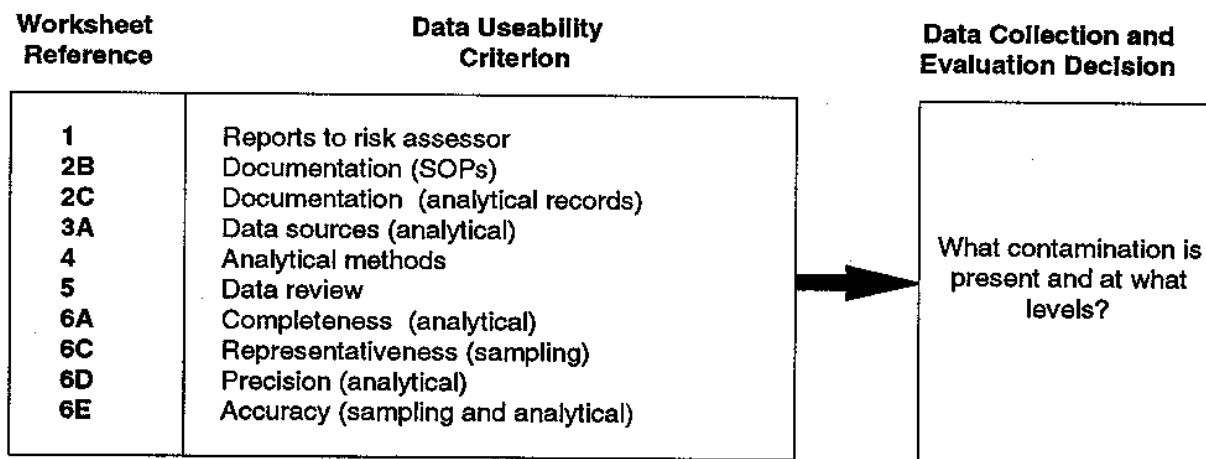 Worksheet Reference
Data Useability Criterion
Data Collection and Evaluation Decision
1 Reports to risk assessor
2B Documentation (SOPs)
2C Documentation (analytical records)
3A Data sources (analytical)
4 Analytical methods
5 Data review
6A Completeness (analytical)
6C Representativeness (sampling)
6D Precision (analytical)
6E Accuracy (sampling and analytical)
What contamination is
present and at what
levels?